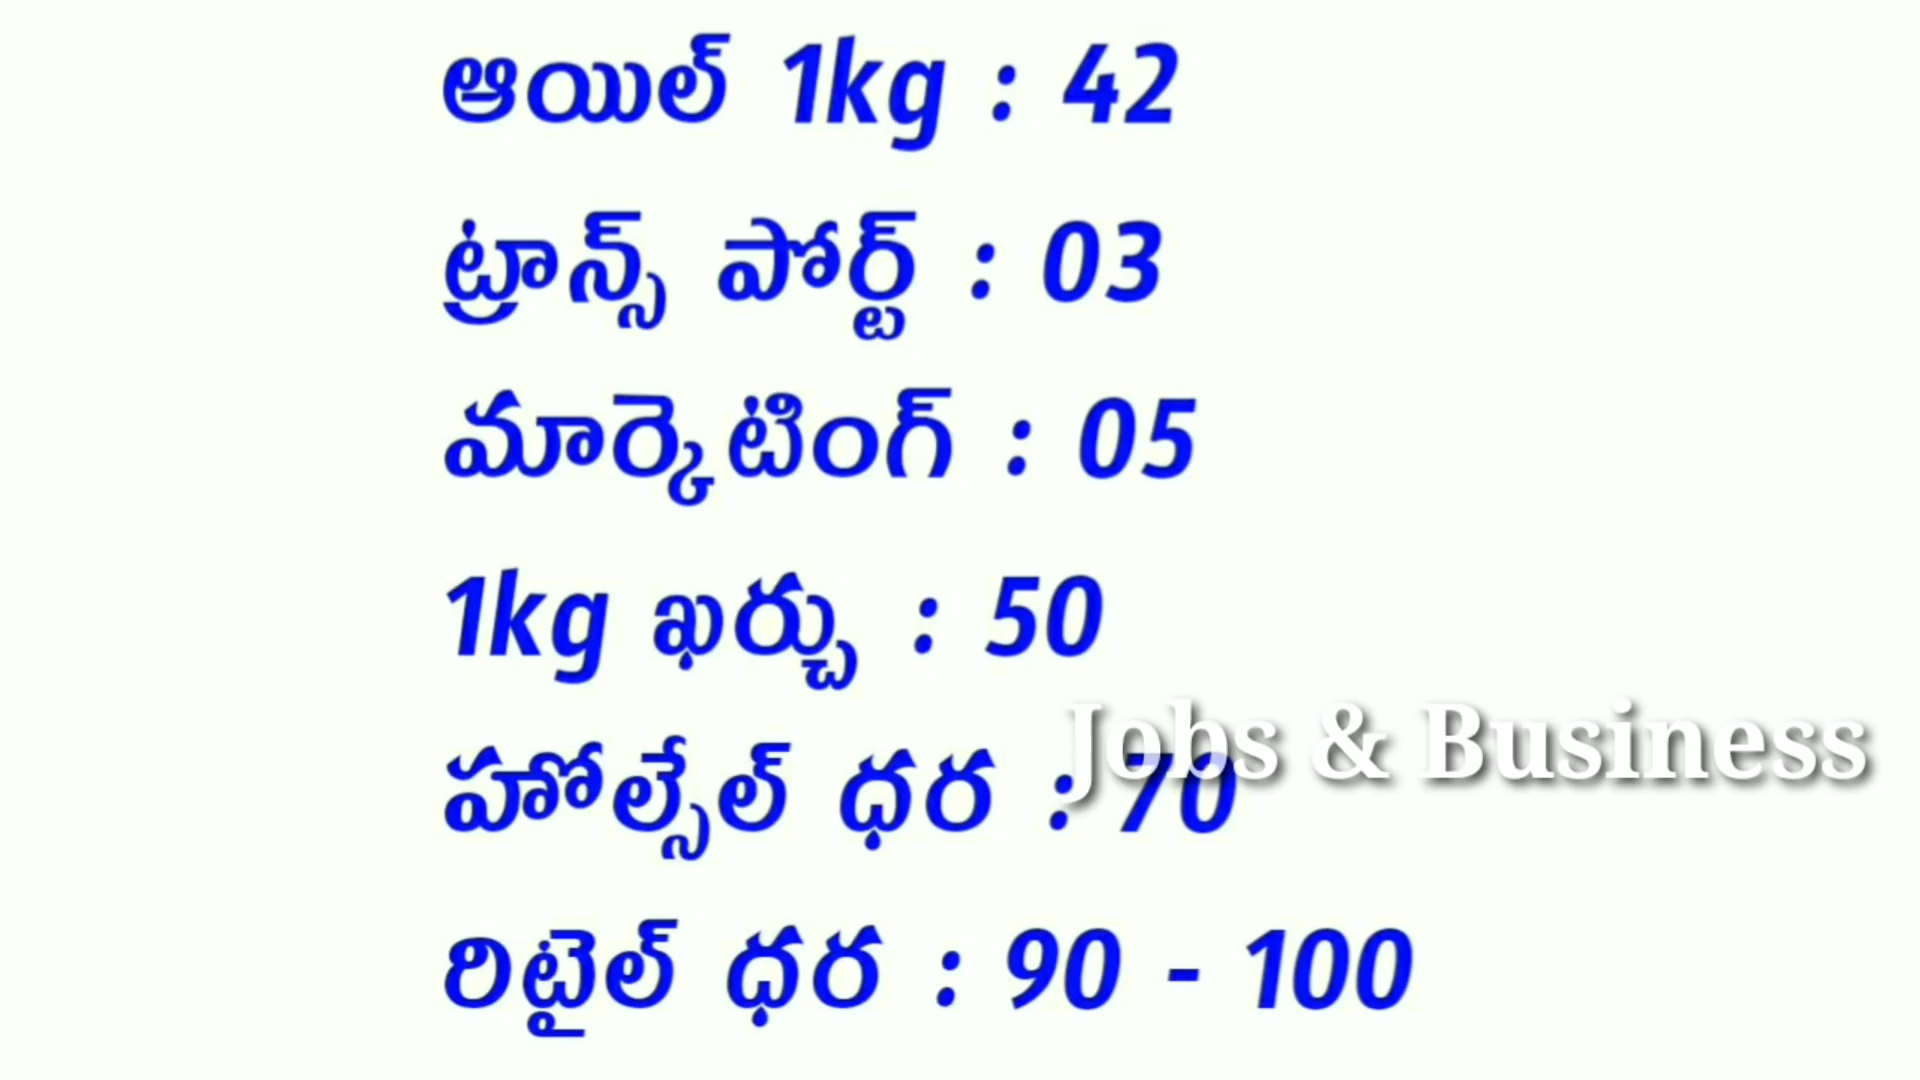 ఆయిల్ 1kg : 42
ట్రాన్స్ పోర్ట్ : 03
మార్కెటింగ్ : 05
1kg ఖర్చు : 50
Jobs & Business
హోల్సేల్ ధర : 70
రిటైల్ ధర : 90 - 100